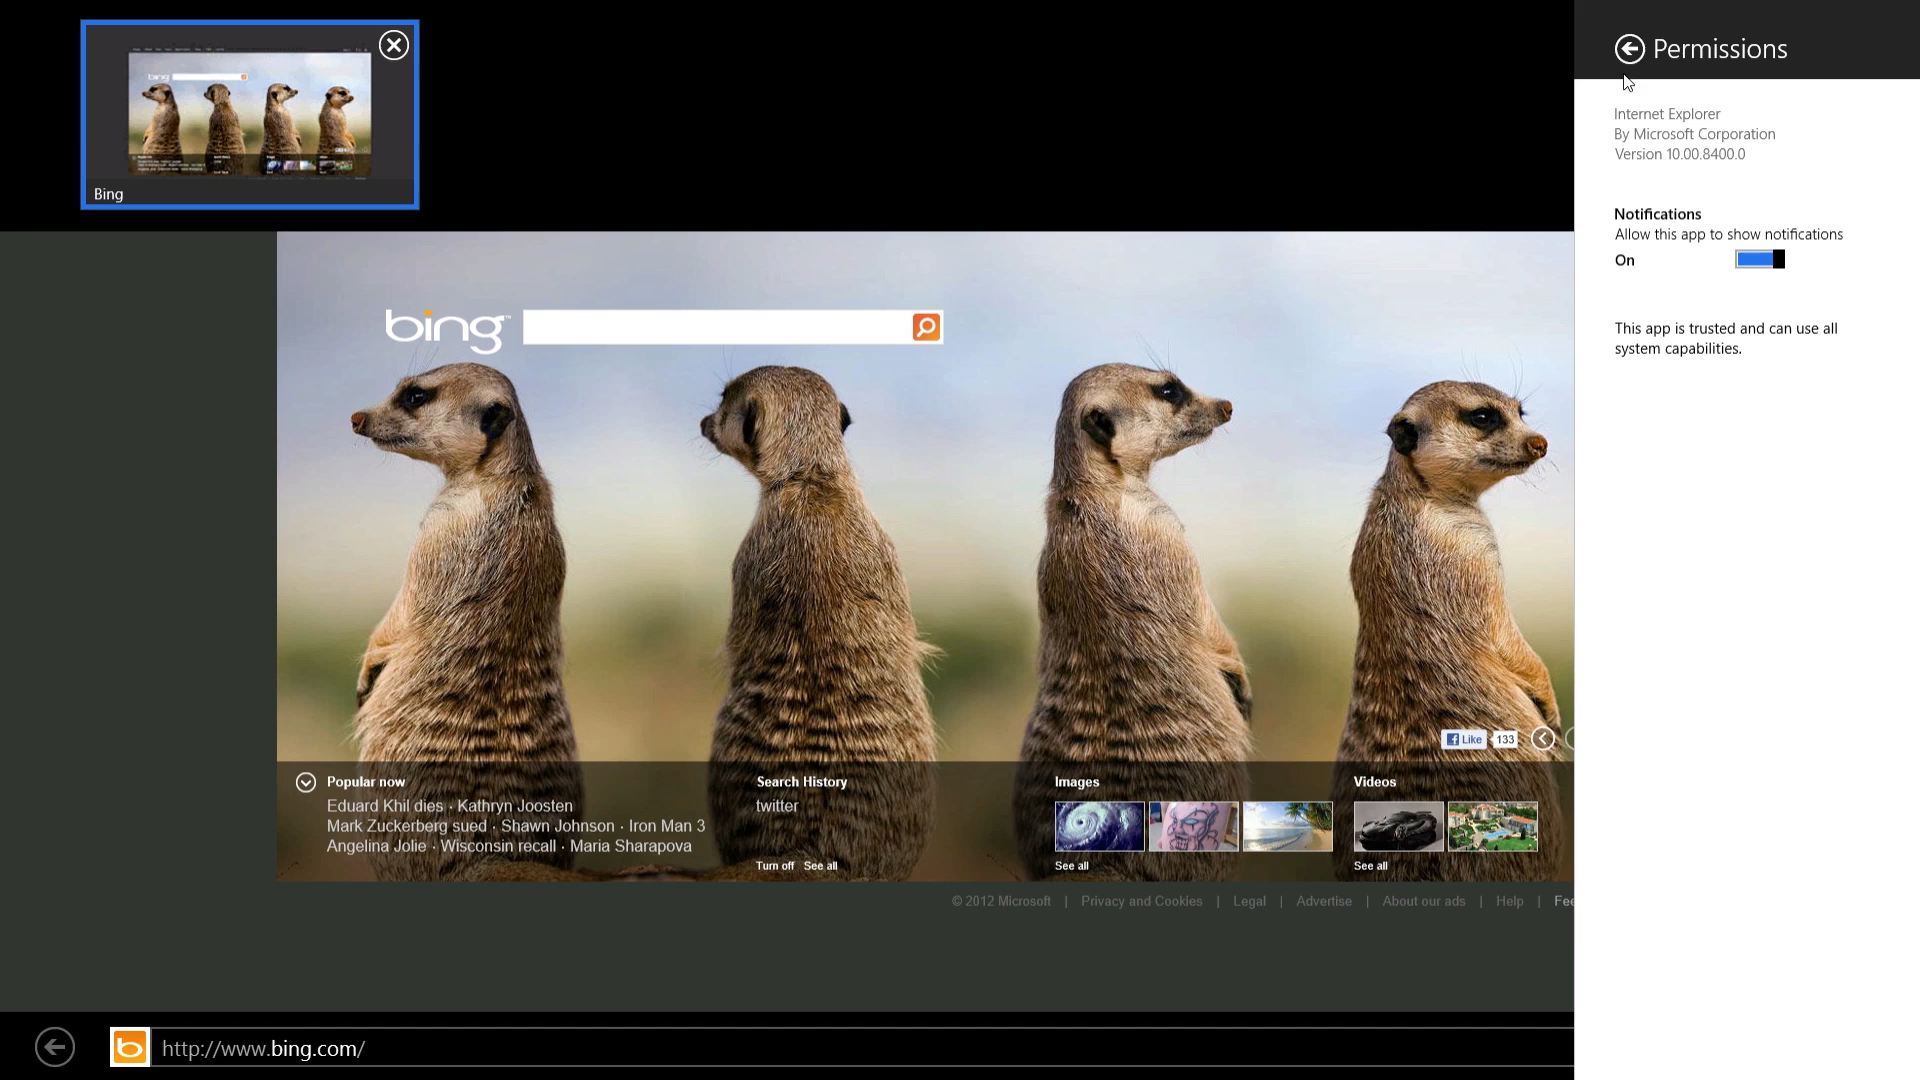 Bing
Permissions
Internet Explorer
By Microsoft Corporation
Version 10.00.8400.0
Notifications
Allow this app to show notifications
On
This app is trusted and can use all
system capabilities.
bing™
Like 133
Popular now
Eduard Khil dies · Kathryn Joosten
Mark Zuckerberg sued · Shawn Johnson · Iron Man 3
Angelina Jolie · Wisconsin recall · Maria Sharapova
Search History
twitter
Turn off See all
Images
See all
Videos
See all
© 2012 Microsoft | Privacy and Cookies | Legal | Advertise | About our ads | Help | Fee
http://www.bing.com/